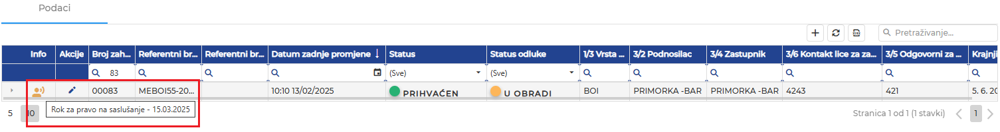 Podaci
Pretraživanje...
Info Akcije Broj zah... Referentni br... Referentni br... Datum zadnje promjene Status Status odluke 1/3 Vrsta ... 3/2 Podnosilac 3/4 Zastupnik 3/6 Kontakt lice za za... 3/5 Odgovorni za ... Krajnji
83 (Sve) (Sve)
00083 MEBOI55-20... 10:10 13/02/2025 PRIHVAĆEN U OBRADI BOI PRIMORKA -BAR PRIMORKA -BAR 4243 421 5. 6. 20
Rok za pravo na saslušanje - 15.03.2025
5 10 Stranica 1 od 1 (1 stavki) 1